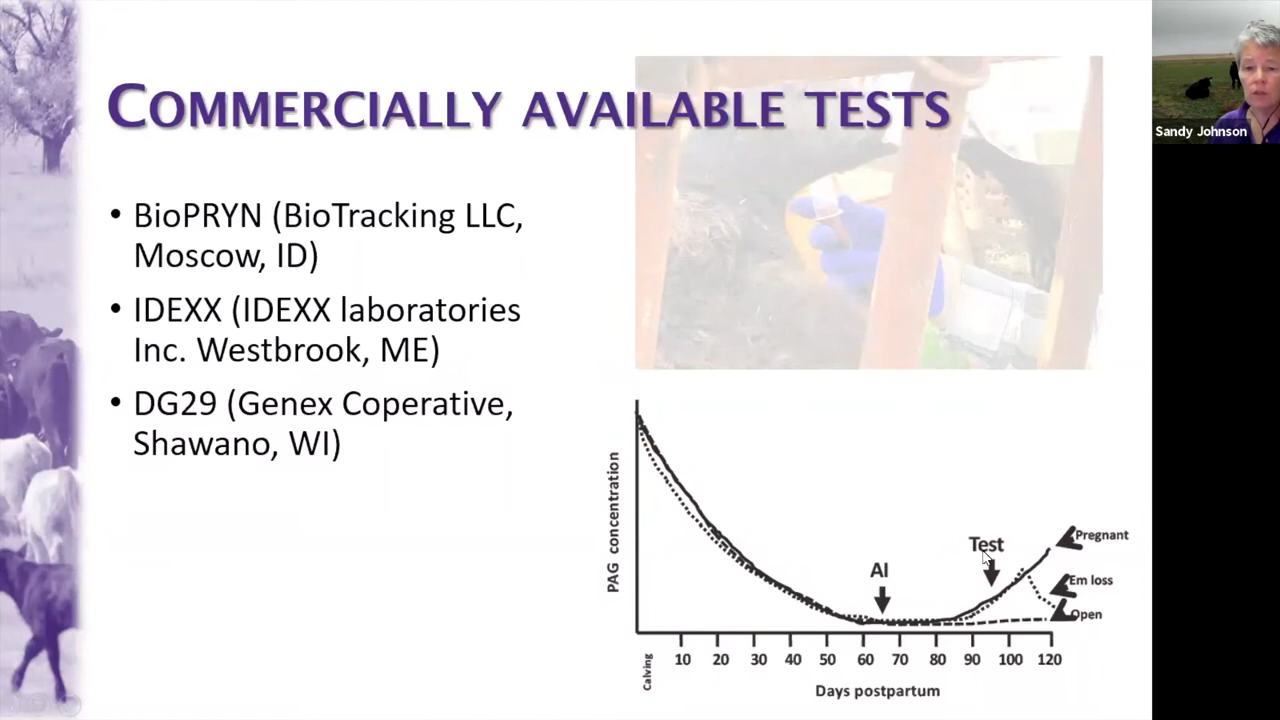 COMMERCIALLY AVAILABLE TESTS
• BioPRYN (BioTracking LLC,
Moscow, ID)
• IDEXX (IDEXX laboratories
Inc. Westbrook, ME)
• DG29 (Genex Coperative,
Shawano, WI)
Sandy Johnson
PAG concentration
AI
Test
Pregnant
Em loss
Open
Calving 10 20 30 40 50 60 70 80 90 100 120
Days postpartum